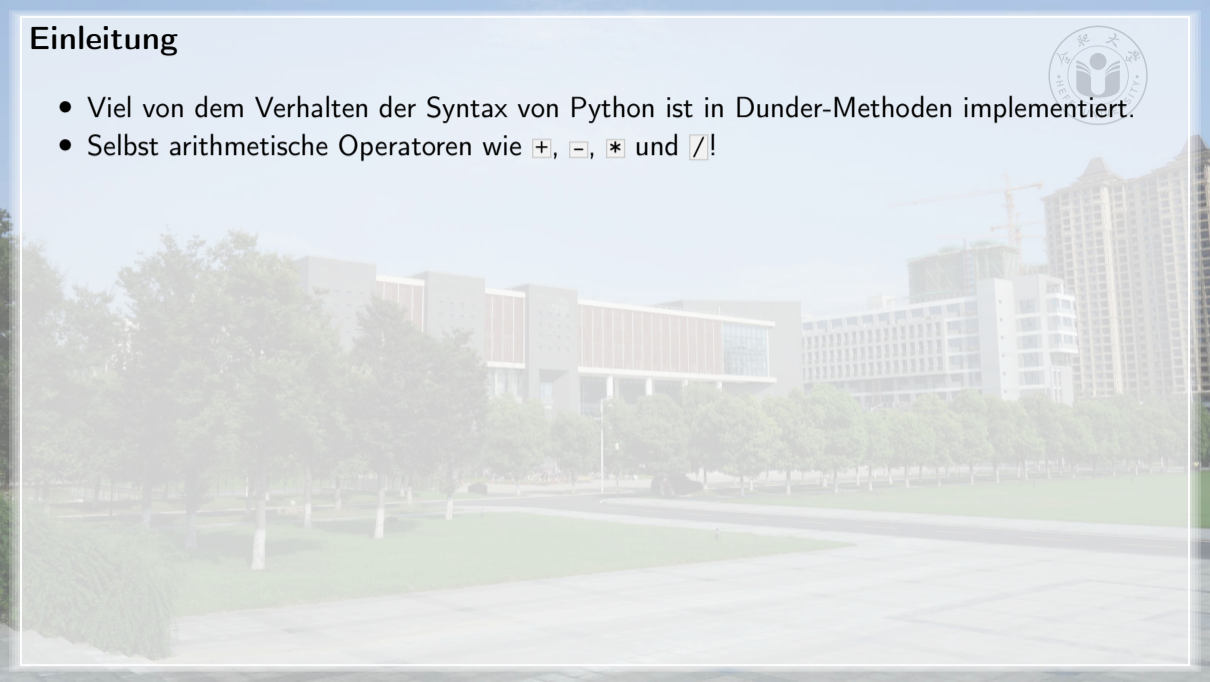 Einleitung
• Viel von dem Verhalten der Syntax von Python ist in Dunder-Methoden implementiert.
• Selbst arithmetische Operatoren wie +, -, * und /!